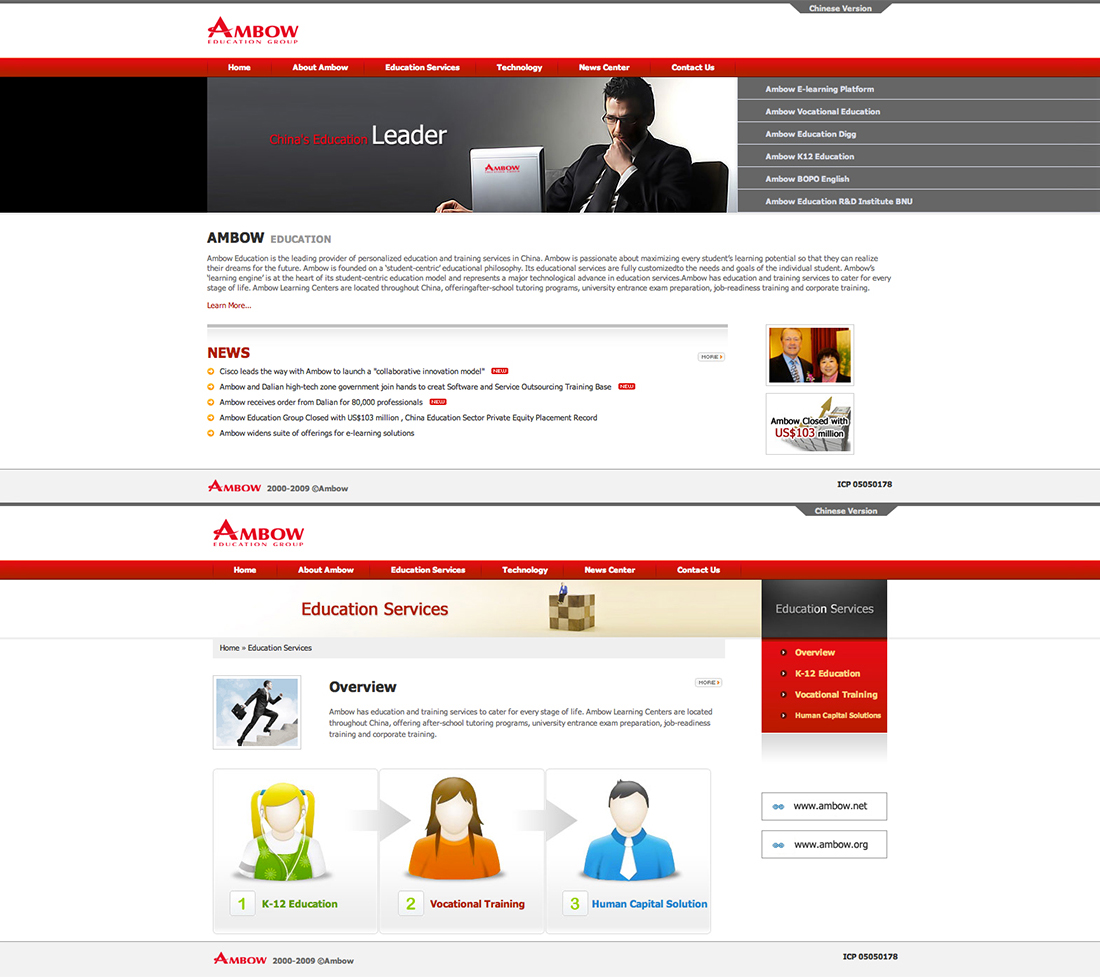 Chinese Version
AMBOW
EDUCATION GROUP
Home About Ambow Education Services Technology News Center Contact Us
China's Education Leader
AMBOW
Ambow E-learning Platform
Ambow Vocational Education
Ambow Education Digg
Ambow K12 Education
Ambow BOPO English
Ambow Education R&D Institute BNU
AMBOW EDUCATION
Ambow Education is the leading provider of personalized education and training services in China. Ambow is passionate about maximizing every student's learning potential so that they can realize
their dreams for the future. Ambow is founded on a 'student-centric' educational philosophy. Its educational services are fully customizedto the needs and goals of the individual student. Ambow's
'learning engine' is at the heart of its student-centric education model and represents a major technological advance in education services.Ambow has education and training services to cater for every
stage of life. Ambow Learning Centers are located throughout China, offeringafter-school tutoring programs, university entrance exam preparation, job-readiness training and corporate training.
Learn More...
NEWS
MORE
Cisco leads the way with Ambow to launch a "collaborative innovation model" NEW
Ambow and Dalian high-tech zone government join hands to creat Software and Service Outsourcing Training Base NEW
Ambow receives order from Dalian for 80,000 professionals NEW
Ambow Education Group Closed with US$103 million , China Education Sector Private Equity Placement Record
Ambow widens suite of offerings for e-learning solutions
Ambow Closed with
US$103 million
AMBOW 2000-2009 ©Ambow
ICP 05050178
Chinese Version
AMBOW
EDUCATION GROUP
Home About Ambow Education Services Technology News Center Contact Us
Education Services
Education Services
Overview
K-12 Education
Vocational Training
Human Capital Solutions
Home » Education Services
Overview
MORE
Ambow has education and training services to cater for every stage of life. Ambow Learning Centers are located
throughout China, offering after-school tutoring programs, university entrance exam preparation, job-readiness
training and corporate training.
www.ambow.net
www.ambow.org
1 K-12 Education
2 Vocational Training
3 Human Capital Solution
AMBOW 2000-2009 ©Ambow
ICP 05050178